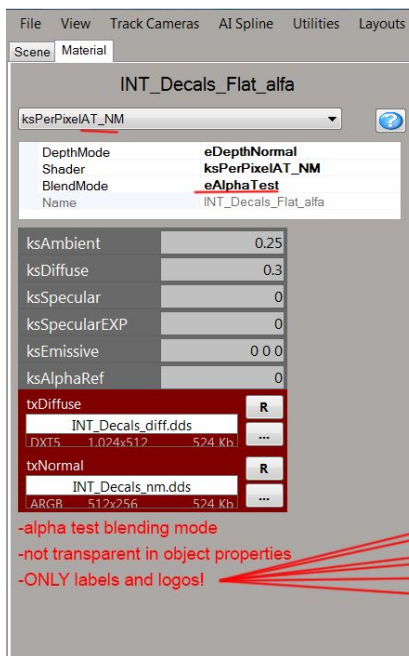 File View Track Cameras AI Spline Utilities Layouts
Scene Material
INT_Decals_Flat_alfa
ksPerPixelAT_NM
DepthMode eDepthNormal
Shader ksPerPixelAT_NM
BlendMode eAlphaTest
Name INT_Decals_Flat_alfa
ksAmbient 0.25
ksDiffuse 0.3
ksSpecular 0
ksSpecularEXP 0
ksEmissive 0 0 0
ksAlphaRef 0
txDiffuse R
INT_Decals_diff.dds
DXT5 1.024x512 524 Kb ...
txNormal R
INT_Decals_nm.dds
ARGB 512x256 524 Kb ...
-alpha test blending mode
-not transparent in object properties
-ONLY labels and logos!